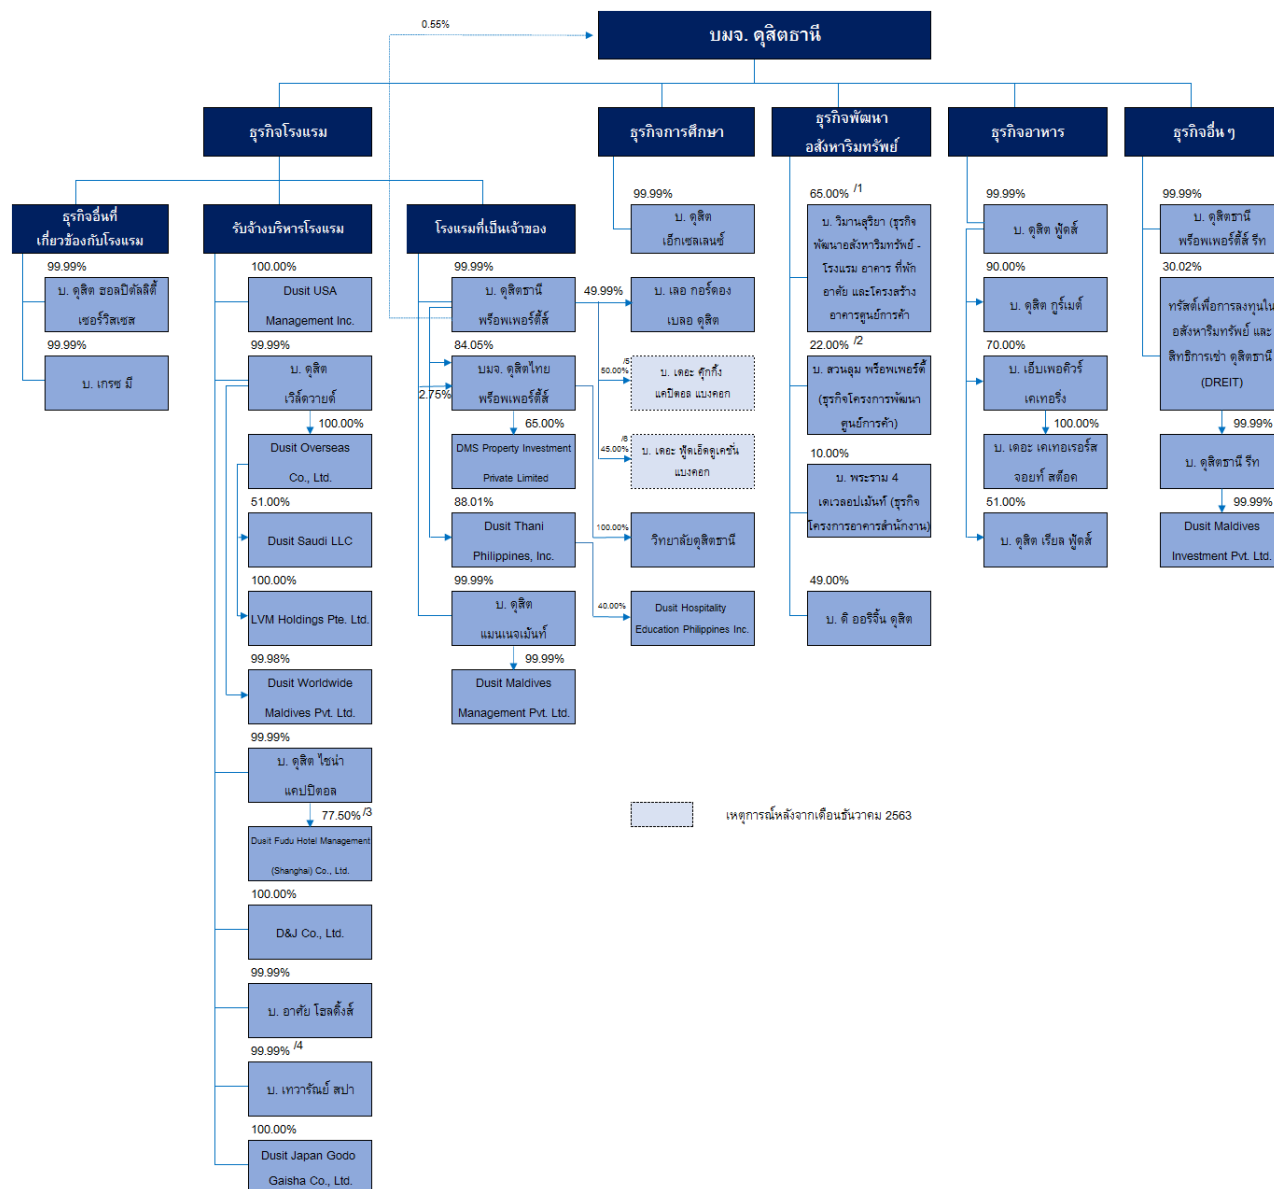 0.55%
บมจ. ดุสิตธานี
ธุรกิจโรงแรม
ธุรกิจการศึกษา
ธุรกิจพัฒนา
อสังหาริมทรัพย์
ธุรกิจอาหาร
ธุรกิจอื่น ๆ
ธุรกิจอื่นที่
เกี่ยวข้องกับโรงแรม
99.99%
บ. ดุสิต ฮอสปิตัลลิตี้
เซอร์วิสเซส
99.99%
บ. เกรซ มี
รับจ้างบริหารโรงแรม
100.00%
Dusit USA
Management Inc.
99.99%
บ. ดุสิต
เวิล์ดวายด์
100.00%
Dusit Overseas
Co., Ltd.
51.00%
Dusit Saudi LLC
100.00%
LVM Holdings Pte. Ltd.
99.98%
Dusit Worldwide
Maldives Pvt. Ltd.
99.99%
บ. ดุสิต ไชน่า
แคปปิตอล
77.50% /3
Dusit Fudu Hotel Management
(Shanghai) Co., Ltd.
100.00%
D&J Co., Ltd.
99.99%
บ. อาศัย โฮลดิ้งส์
99.99% /4
บ. เทวารัณย์ สปา
100.00%
Dusit Japan Godo
Gaisha Co., Ltd.
โรงแรมที่เป็นเจ้าของ
99.99%
บ. ดุสิตธานี
พร็อพเพอร์ตี้ส์
84.05%
2.75%
บมจ. ดุสิตไทย
พร็อพเพอร์ตี้ส์
65.00%
DMS Property Investment
Private Limited
88.01%
Dusit Thani
Philippines, Inc.
99.99%
บ. ดุสิต
แมนเนจเม้นท์
99.99%
Dusit Maldives
Management Pvt. Ltd.
99.99%
บ. ดุสิต
เอ็กเซลเลนซ์
49.99%
บ. เลอ กอร์ดอง
เบลอ ดุสิต
/5
50.00%
บ. เดอะ คุ้กกิ้ง
แคปิตอล แบงคอก
/6
45.00%
บ. เดอะ ฟู้ดเอ็ดดูเคชั่น
แบงคอก
100.00%
วิทยาลัยดุสิตธานี
40.00%
Dusit Hospitality
Education Philippines Inc.
65.00% /1
บ. วิมานสุริยา (ธุรกิจ
พัฒนาอสังหาริมทรัพย์ -
โรงแรม อาคาร ที่พัก
อาศัย และโครงสร้าง
อาคารศูนย์การค้า
22.00% /2
บ. สวนลุม พร็อพเพอร์ตี้
(ธุรกิจโครงการพัฒนา
ศูนย์การค้า)
10.00%
บ. พระราม 4
เดเวลอปเม้นท์ (ธุรกิจ
โครงการอาคารสำนักงาน)
49.00%
บ. ดิ ออริจิ้น ดุสิต
99.99%
บ. ดุสิต ฟู้ดส์
90.00%
บ. ดุสิต กูร์เมต์
70.00%
บ. เอ็บเพอคิวร์
เคเทอริ่ง
100.00%
บ. เดอะ เคเทอเรอร์ส
จอยท์ สต็อค
51.00%
บ. ดุสิต เรียล ฟู้ดส์
99.99%
บ. ดุสิตธานี
พร็อพเพอร์ตี้ส์ รีท
30.02%
ทรัสต์เพื่อการลงทุนใน
อสังหาริมทรัพย์ และ
สิทธิการเช่า ดุสิตธานี
(DREIT)
99.99%
บ. ดุสิตธานี รีท
99.99%
Dusit Maldives
Investment Pvt. Ltd.
เหตุการณ์หลังจากเดือนธันวาคม 2563